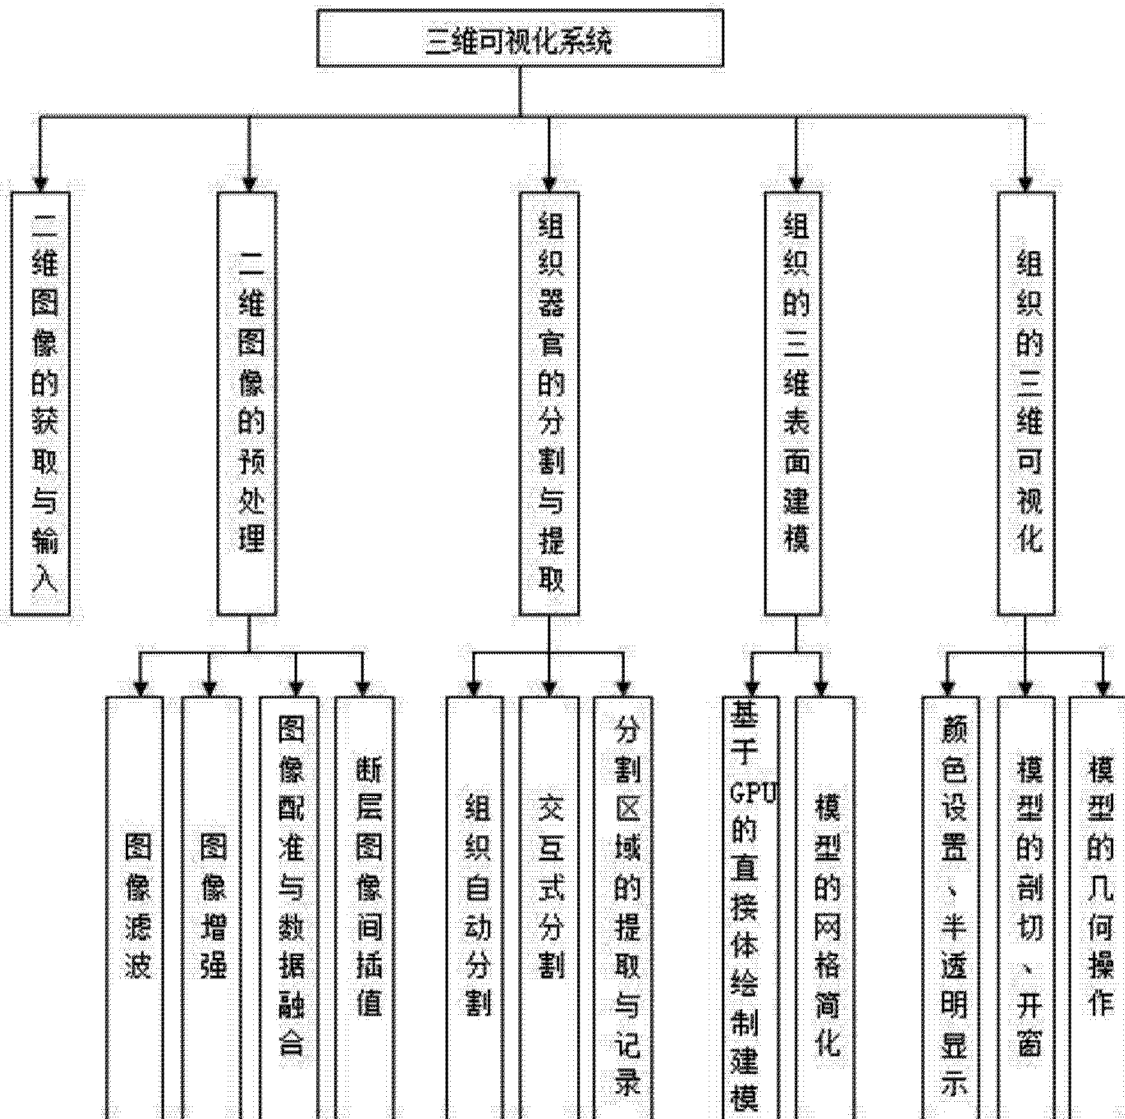 三维可视化系统
二维图像的获取与输入
二维图像的预处理
组织器官的分割与提取
组织的三维表面建模
组织的三维可视化
图像滤波
图像增强
图像配准与数据融合
断层图像间插值
组织自动分割
交互式分割
分割区域的提取与记录
基于GPU的直接体绘制建模
模型的网格简化
颜色设置、半透明显示
模型的剖切、开窗
模型的几何操作